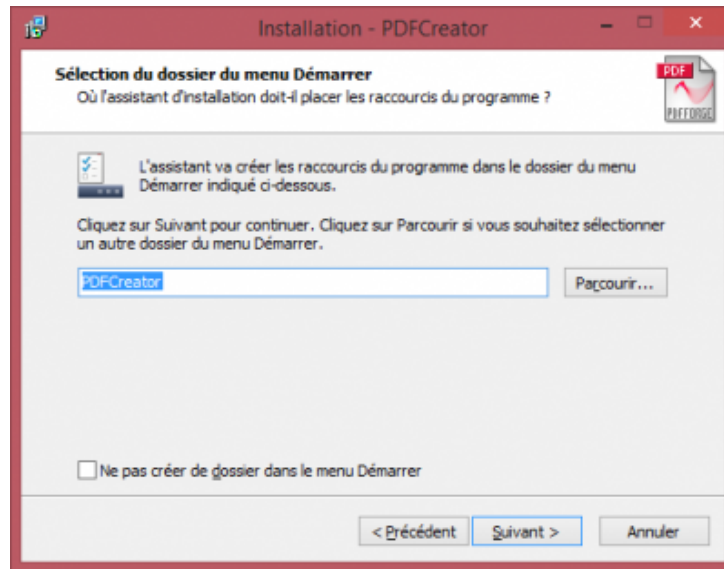 Installation - PDFCreator
Sélection du dossier du menu Démarrer
Où l'assistant d'installation doit-il placer les raccourcis du programme ?
PDF
PDFFORGE
L'assistant va créer les raccourcis du programme dans le dossier du menu
Démarrer indiqué ci-dessous.
Cliquez sur Suivant pour continuer. Cliquez sur Parcourir si vous souhaitez sélectionner
un autre dossier du menu Démarrer.
PDFCreator
Parcourir...
Ne pas créer de dossier dans le menu Démarrer
< Précédent
Suivant >
Annuler